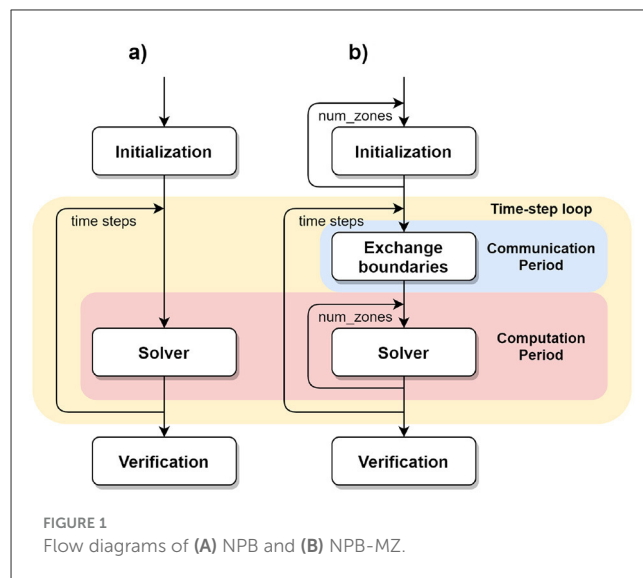 a)
b)
num_zones
Initialization
Initialization
Time-step loop
time steps
time steps
Exchange
boundaries
Communication
Period
num_zones
Solver
Solver
Computation
Period
Verification
Verification
FIGURE 1
Flow diagrams of (A) NPB and (B) NPB-MZ.